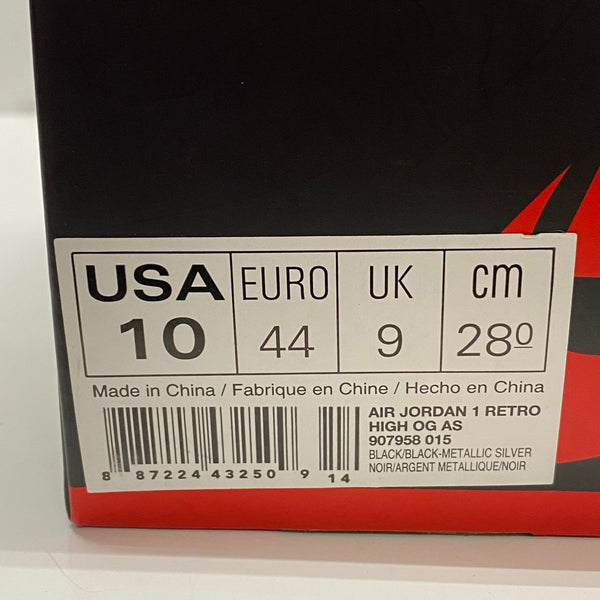 USA EURO UK cm
10 44 9 28⁰
Made in China / Fabrique en Chine / Hecho en China
AIR JORDAN 1 RETRO
HIGH OG AS
907958 015
BLACK/BLACK-METALLIC SILVER
NOIR/ARGENT METALLIQUE/NOIR
8 87224 43250 9 14